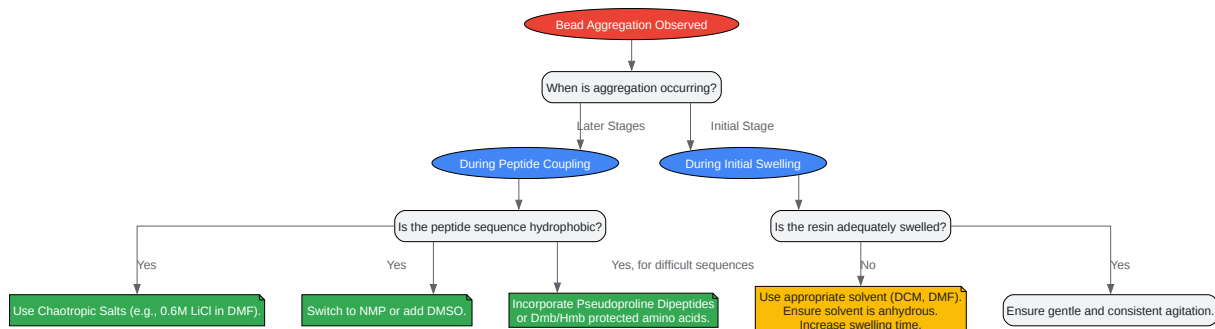 Bead Aggregation Observed
When is aggregation occurring?
Later Stages
Initial Stage
During Peptide Coupling
During Initial Swelling
Is the peptide sequence hydrophobic?
Is the resin adequately swelled?
Yes
Yes
Yes, for difficult sequences
No
Yes
Use Chaotropic Salts (e.g., 0.6M LiCl in DMF).
Switch to NMP or add DMSO.
Incorporate Pseudoproline Dipeptides
or Dmb/Hmb protected amino acids.
Use appropriate solvent (DCM, DMF).
Ensure solvent is anhydrous.
Increase swelling time.
Ensure gentle and consistent agitation.